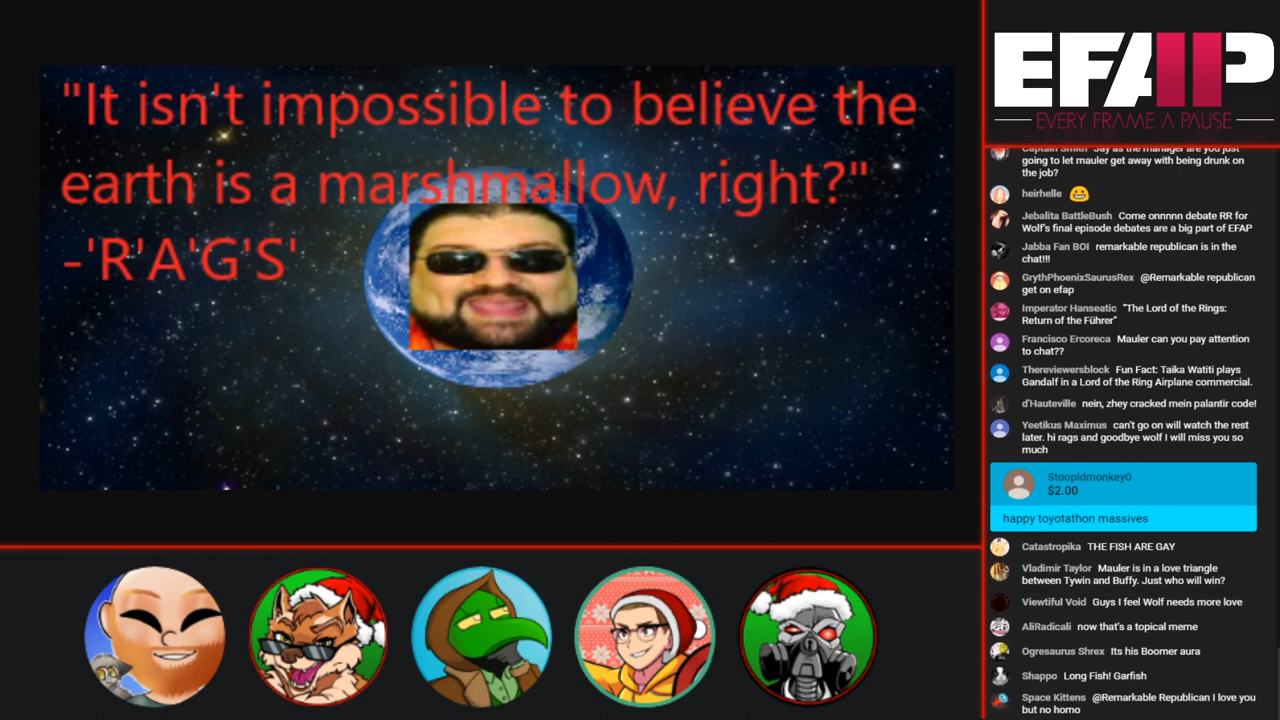 "It isn't impossible to believe the
earth is a marshmallow, right?"
-'R'A'G'S'
EFAP
EVERY FRAME A PAUSE
Captain Smith Jay as the manager are you just
going to let mauler get away with being drunk on
the job?
heirhelle
Jebalita BattleBush Come onnnnn debate RR for
Wolf's final episode debates are a big part of EFAP
Jabba Fan BOI remarkable republican is in the
chat!!!
GrythPhoenixSaurusRex @Remarkable republican
get on efap
Imperator Hanseatic "The Lord of the Rings:
Return of the Führer"
Francisco Ercoreca Mauler can you pay attention
to chat??
Thereviewersblock Fun Fact: Taika Watiti plays
Gandalf in a Lord of the Ring Airplane commercial.
d'Hauteville nein, zhey cracked mein palantir code!
Yeetikus Maximus can't go on will watch the rest
later. hi rags and goodbye wolf I will miss you so
much
Stoopidmonkey0
$2.00
happy toyotathon massives
Catastropika THE FISH ARE GAY
Vladimir Taylor Mauler is in a love triangle
between Tywin and Buffy. Just who will win?
Viewtiful Void Guys I feel Wolf needs more love
AliRadicali now that's a topical meme
Ogresaurus Shrex Its his Boomer aura
Shappo Long Fish! Garfish
Space Kittens @Remarkable Republican I love you
but no homo